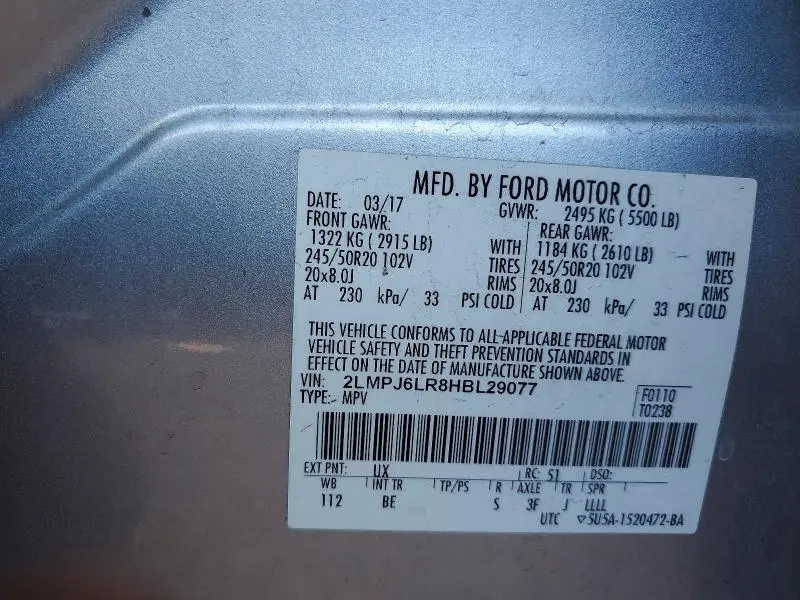 MFD. BY FORD MOTOR CO.
DATE: 03/17 GVWR: 2495 KG ( 5500 LB)
FRONT GAWR: REAR GAWR:
1322 KG ( 2915 LB) WITH 1184 KG ( 2610 LB) WITH
245/50R20 102V TIRES 245/50R20 102V TIRES
20x8.0J RIMS 20x8.0J RIMS
AT 230 kPa/ 33 PSI COLD AT 230 kPa/ 33 PSI COLD
THIS VEHICLE CONFORMS TO ALL APPLICABLE FEDERAL MOTOR
VEHICLE SAFETY AND THEFT PREVENTION STANDARDS IN
EFFECT ON THE DATE OF MANUFACTURE SHOWN ABOVE.
VIN: 2LMPJ6LR8HBL29077 F0110
TYPE: MPV T0238
EXT PNT: UX RC: 51 DSO:
WB INT TR TP/PS R AXLE TR SPR
112 BE S 3F J LLLL
UTC ▽5U5A-1520472-BA